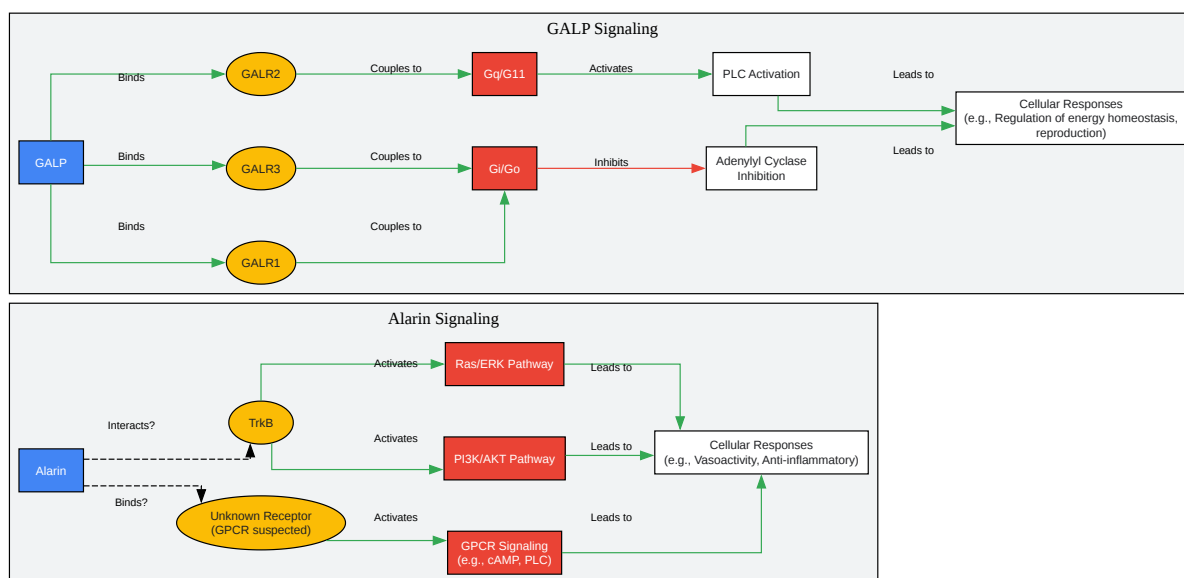 GALP Signaling
GALR2
Couples to
Gq/G11
Activates
PLC Activation
Leads to
Binds
Cellular Responses
(e.g., Regulation of energy homeostasis,
reproduction)
GALP
Binds
GALR3
Couples to
Gi/Go
Inhibits
Adenylyl Cyclase
Inhibition
Leads to
Binds
Couples to
GALR1
Alarin Signaling
Activates
Ras/ERK Pathway
Leads to
Interacts?
TrkB
Activates
PI3K/AKT Pathway
Leads to
Cellular Responses
(e.g., Vasoactivity, Anti-inflammatory)
Alarin
Binds?
Unknown Receptor
(GPCR suspected)
Activates
GPCR Signaling
(e.g., cAMP, PLC)
Leads to